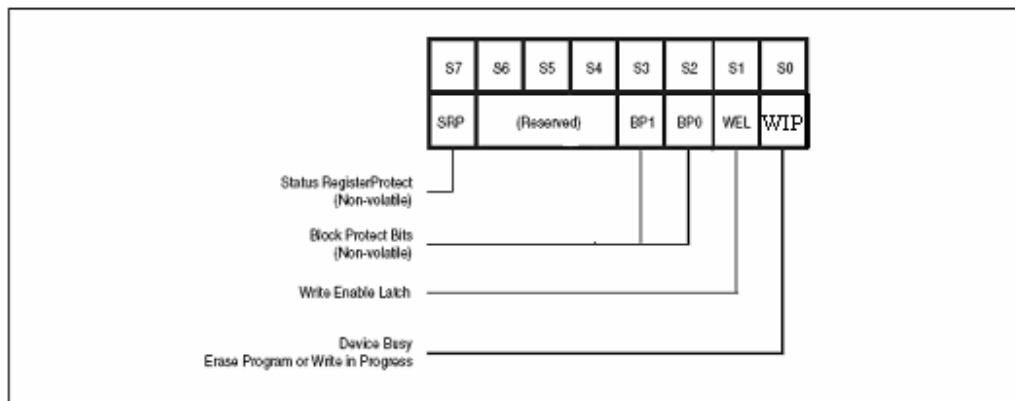 S7 S6 S5 S4 S3 S2 S1 S0
SRP (Reserved) BP1 BP0 WEL WIP
Status RegisterProtect
(Non-volatile)
Block Protect Bits
(Non-volatile)
Write Enable Latch
Device Busy
Erase Program or Write in Progress